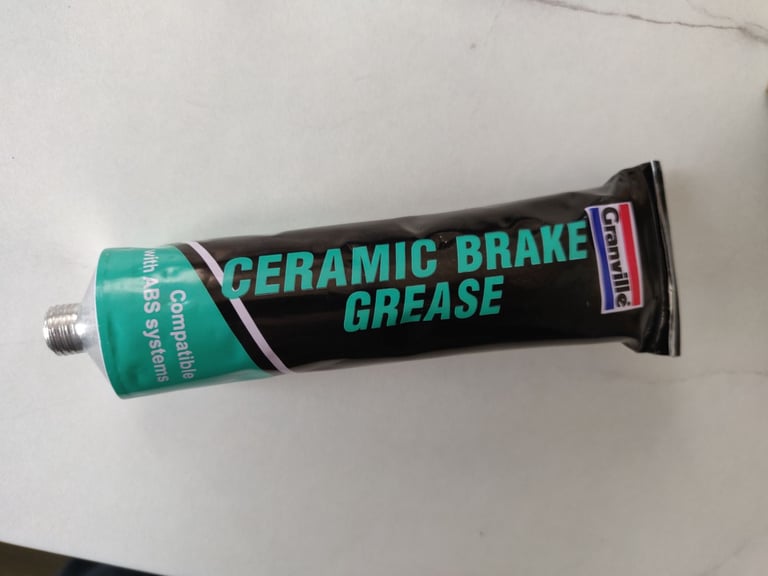 CERAMIC BRAKE
GREASE
Granville
Compatible
with ABS systems